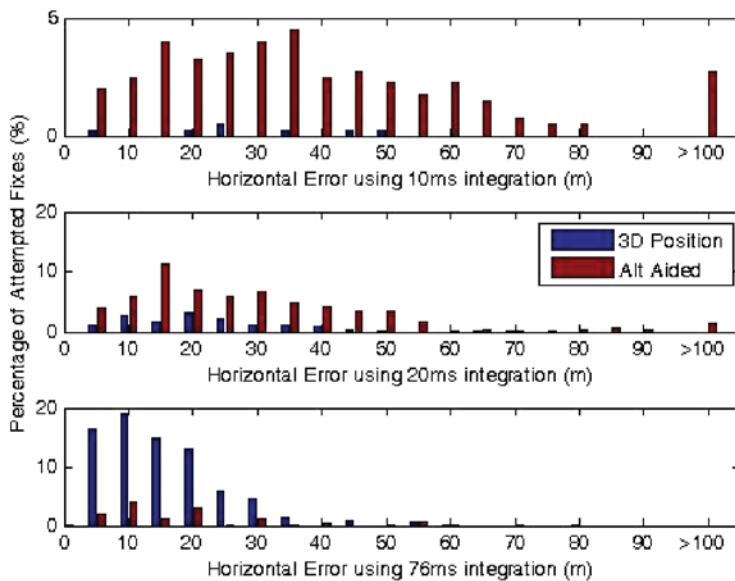 Percentage of Attempted Fixes (%)
5
0
0 10 20 30 40 50 60 70 80 90 >100
Horizontal Error using 10ms integration (m)
20
10
0
3D Position
Alt Aided
0 10 20 30 40 50 60 70 80 90 >100
Horizontal Error using 20ms integration (m)
20
10
0
0 10 20 30 40 50 60 70 80 90 >100
Horizontal Error using 76ms integration (m)